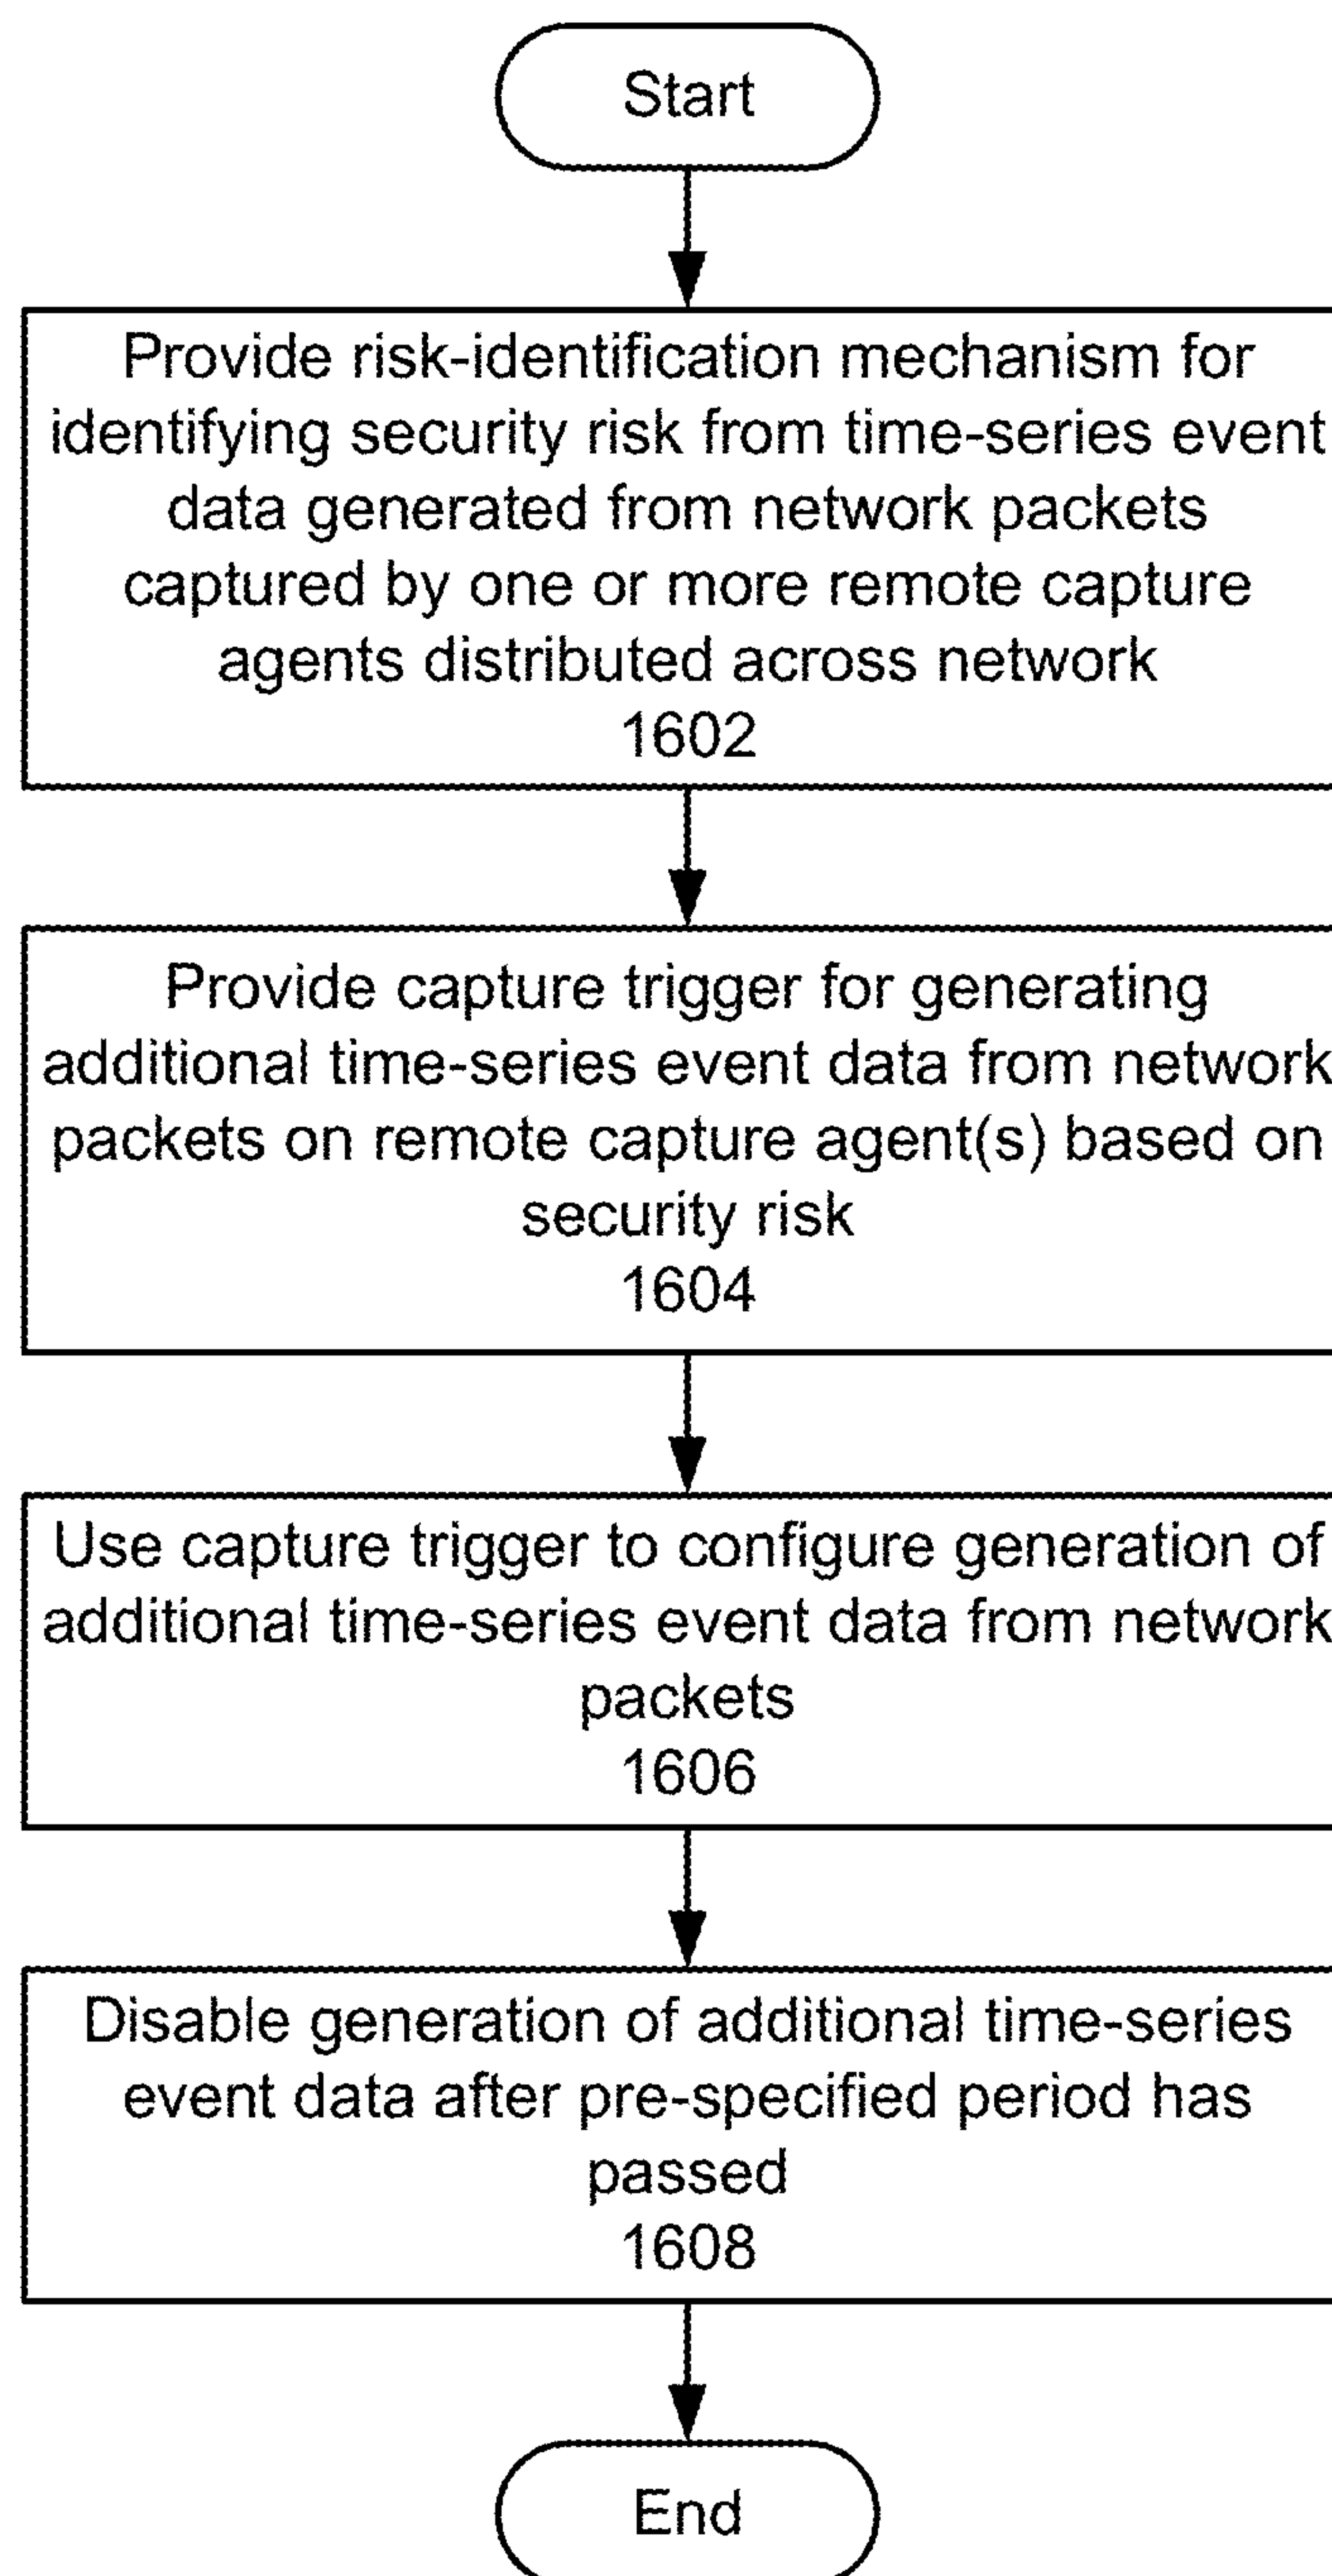 Start
Provide risk-identification mechanism for
identifying security risk from time-series event
data generated from network packets
captured by one or more remote capture
agents distributed across network
1602
Provide capture trigger for generating
additional time-series event data from network
packets on remote capture agent(s) based on
security risk
1604
Use capture trigger to configure generation of
additional time-series event data from network
packets
1606
Disable generation of additional time-series
event data after pre-specified period has
passed
1608
End